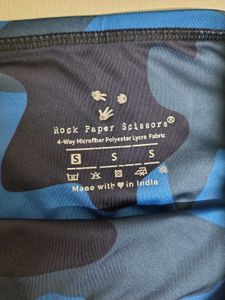 Rock Paper Scissors®
4-Way Microfiber Polyester Lycra Fabric
S S S
Made with ♥ in India